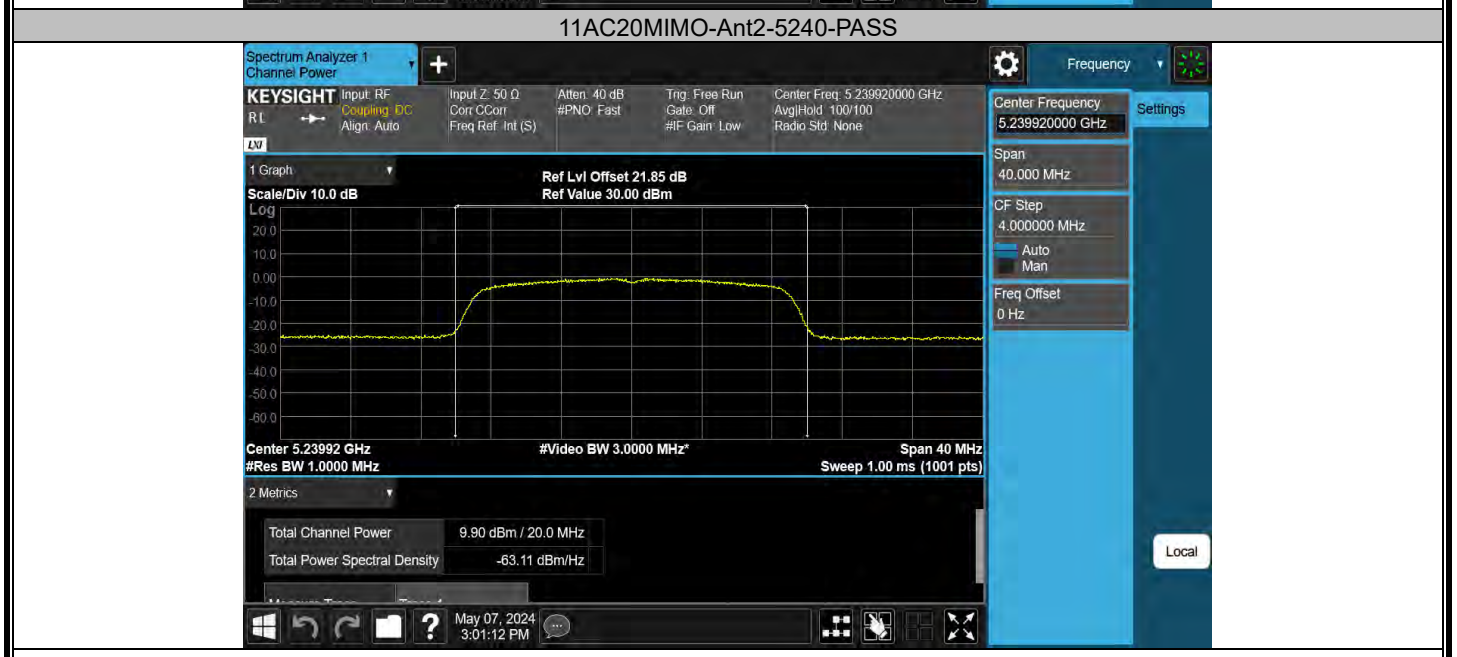 11AC20MIMO-Ant2-5240-PASS
Spectrum Analyzer 1
Channel Power
+
Frequency
KEYSIGHT
RL
LXI
Input: RF
Coupling: DC
Align: Auto
Input Z: 50 Ω
Corr CCorr
Freq Ref: Int (S)
Atten: 40 dB
#PNO: Fast
Trig: Free Run
Gate: Off
#IF Gain: Low
Center Freq: 5.239920000 GHz
Avg|Hold: 100/100
Radio Std: None
Center Frequency
5.239920000 GHz
Settings
Span
40.000 MHz
CF Step
4.000000 MHz
Auto
Man
Freq Offset
0 Hz
1 Graph
Scale/Div 10.0 dB
Ref Lvl Offset 21.85 dB
Ref Value 30.00 dBm
Log
20.0
10.0
0.00
-10.0
-20.0
-30.0
-40.0
-50.0
-60.0
Center 5.23992 GHz
#Res BW 1.0000 MHz
#Video BW 3.0000 MHz*
Span 40 MHz
Sweep 1.00 ms (1001 pts)
2 Metrics
Total Channel Power 9.90 dBm / 20.0 MHz
Total Power Spectral Density -63.11 dBm/Hz
Local
?
May 07, 2024
3:01:12 PM